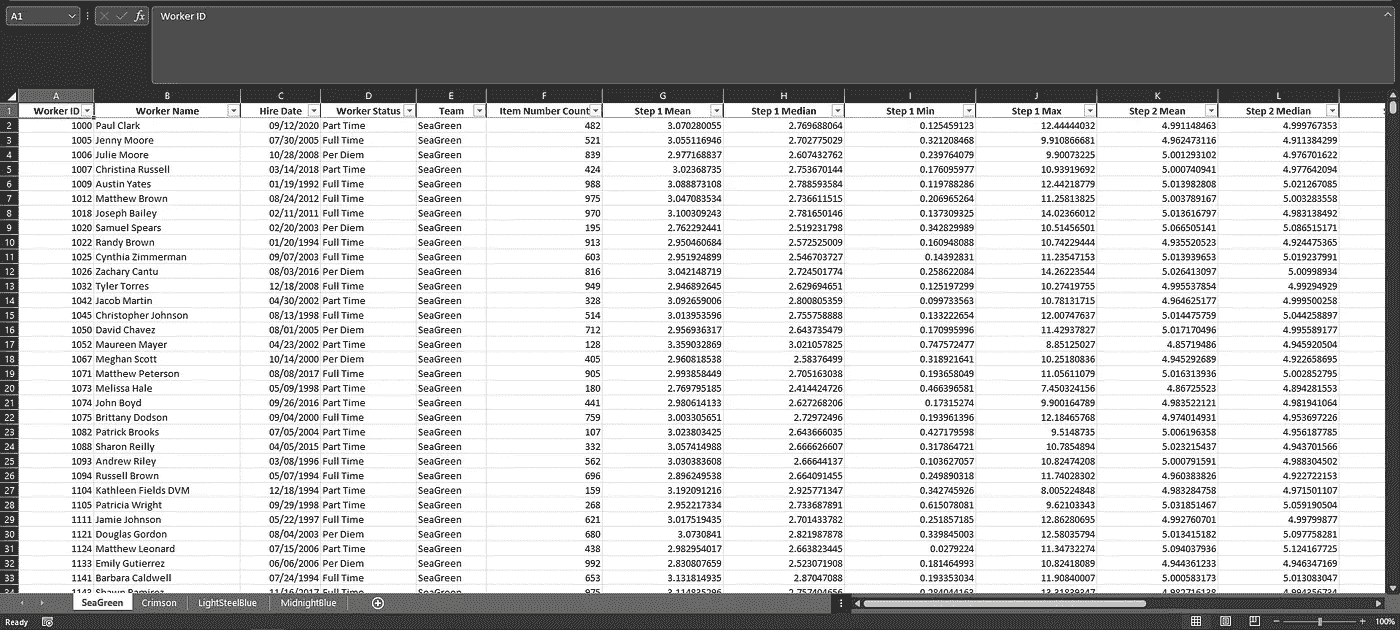 A1 fx Worker ID
A B C D E F G H I J K L
1 Worker ID Worker Name Hire Date Worker Status Team Item Number Count Step 1 Mean Step 1 Median Step 1 Min Step 1 Max Step 2 Mean Step 2 Median
2 1000 Paul Clark 09/12/2020 Part Time SeaGreen 482 3.070280055 2.769688064 0.125459123 12.44444032 4.991148463 4.999767353
3 1005 Jenny Moore 07/30/2005 Full Time SeaGreen 521 3.055116946 2.702775029 0.321208468 9.910866681 4.962473116 4.911384299
4 1006 Julie Moore 10/28/2008 Per Diem SeaGreen 839 2.977168837 2.607432762 0.239764079 9.90073225 5.001293102 4.976701622
5 1007 Christina Russell 03/14/2018 Part Time SeaGreen 424 3.02368735 2.753670144 0.176095977 10.93919692 5.000740941 4.977642094
6 1009 Austin Yates 01/19/1992 Full Time SeaGreen 988 3.088873108 2.788593584 0.119788286 12.44218779 5.013982808 5.021267085
7 1012 Matthew Brown 08/24/2012 Full Time SeaGreen 975 3.047083534 2.736611515 0.206965264 11.25813825 5.003789167 5.003283558
8 1018 Joseph Bailey 02/11/2011 Full Time SeaGreen 970 3.100309243 2.781650146 0.137309325 14.02366012 5.013616797 4.983138492
9 1020 Samuel Spears 02/20/2003 Per Diem SeaGreen 195 2.762292441 2.519231798 0.342829989 10.51456501 5.066505141 5.086515171
10 1022 Randy Brown 01/20/1994 Full Time SeaGreen 913 2.950460684 2.572525009 0.160948088 10.74229444 4.935520523 4.924475365
11 1025 Cynthia Zimmerman 09/07/2003 Full Time SeaGreen 603 2.951924899 2.546703727 0.14392831 11.23547153 5.013939653 5.019237991
12 1026 Zachary Cantu 08/03/2016 Per Diem SeaGreen 816 3.042148719 2.724501774 0.258622084 14.26223544 5.026413097 5.00998934
13 1032 Tyler Torres 12/18/2008 Full Time SeaGreen 949 2.946892645 2.629694651 0.125197299 10.27419755 4.995537854 4.99294929
14 1042 Jacob Martin 04/30/2002 Part Time SeaGreen 328 3.092659006 2.800805359 0.099733563 10.78131715 4.964625177 4.999500258
15 1045 Christopher Johnson 08/13/1998 Full Time SeaGreen 514 3.013953596 2.755758888 0.133222654 12.00747637 5.014475759 5.044258897
16 1050 David Chavez 08/01/2005 Per Diem SeaGreen 712 2.956936317 2.643735479 0.170995996 11.42937827 5.017170496 4.995589177
17 1052 Maureen Mayer 04/23/2002 Part Time SeaGreen 128 3.359032869 3.021057825 0.747572477 8.85125027 4.85719486 4.945920504
18 1067 Meghan Scott 10/14/2000 Per Diem SeaGreen 405 2.960818538 2.58376499 0.318921641 10.25180836 4.945292689 4.922658695
19 1071 Matthew Peterson 08/08/2017 Full Time SeaGreen 905 2.993858449 2.705163038 0.193658049 11.05611079 5.016313936 5.002852795
20 1073 Melissa Hale 05/09/1998 Part Time SeaGreen 180 2.769795185 2.414424726 0.466396581 7.450324156 4.86725523 4.894281553
21 1074 John Boyd 09/26/2016 Part Time SeaGreen 441 2.980614133 2.627268206 0.17315274 9.900164789 4.983522121 4.981941064
22 1075 Brittany Dodson 09/04/2000 Full Time SeaGreen 759 3.003305651 2.72972496 0.193961396 12.18465768 4.974014931 4.953697226
23 1082 Patrick Brooks 07/05/2004 Part Time SeaGreen 107 3.023803425 2.643666035 0.427179598 9.5148735 5.006196358 4.956187785
24 1088 Sharon Reilly 04/05/2015 Part Time SeaGreen 332 3.057414988 2.666626607 0.317864721 10.7854894 5.023215437 4.943701566
25 1093 Andrew Riley 03/08/1996 Full Time SeaGreen 562 3.030383608 2.66644137 0.103627057 10.82474208 5.000791591 4.988304502
26 1094 Russell Brown 05/07/1994 Full Time SeaGreen 696 2.896249538 2.664091455 0.249890318 11.74028302 4.960383826 4.922722153
27 1104 Kathleen Fields DVM 12/18/1994 Part Time SeaGreen 159 3.192091216 2.925771347 0.342745926 8.005224848 4.983284758 4.971501107
28 1105 Patricia Wright 09/29/1998 Part Time SeaGreen 268 2.952217334 2.733687891 0.615078081 9.62103343 5.031851467 5.059190504
29 1111 Jamie Johnson 05/22/1997 Full Time SeaGreen 621 3.017519435 2.701433782 0.251857185 12.86280695 4.992760701 4.99799877
30 1121 Douglas Gordon 08/04/2003 Per Diem SeaGreen 680 3.0730841 2.821987878 0.339845003 12.58035794 5.013415182 5.097758281
31 1124 Matthew Leonard 07/15/2006 Part Time SeaGreen 438 2.982954017 2.663823445 0.0279224 11.34732274 5.094037936 5.124167725
32 1133 Emily Gutierrez 06/06/2006 Per Diem SeaGreen 992 2.830807659 2.523071908 0.181464993 10.82418089 4.944361233 4.946347169
33 1141 Barbara Caldwell 07/24/1994 Full Time SeaGreen 653 3.131814935 2.87047088 0.193353034 11.90840007 5.000583173 5.013083047
SeaGreen Crimson LightSteelBlue MidnightBlue
Ready 100%